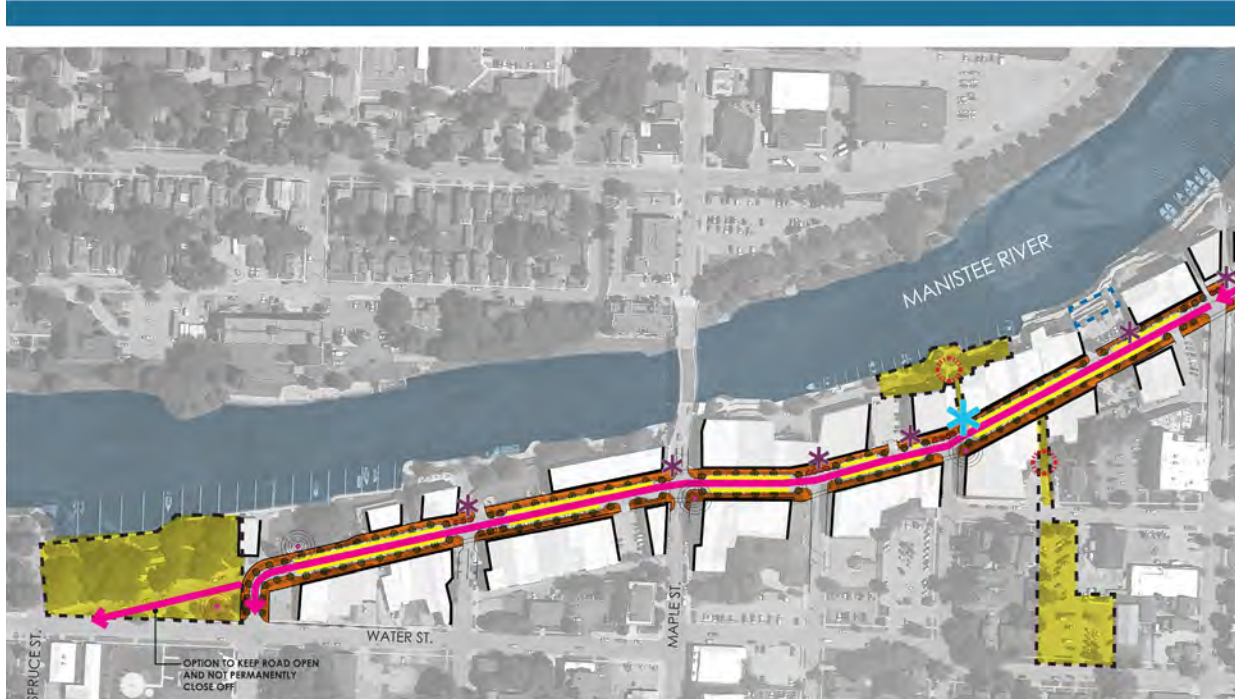 MANISTEE RIVER
MAPLE ST.
WATER ST.
SPRUCE ST.
OPTION TO KEEP ROAD OPEN
AND NOT PERMANENTLY
CLOSE OFF